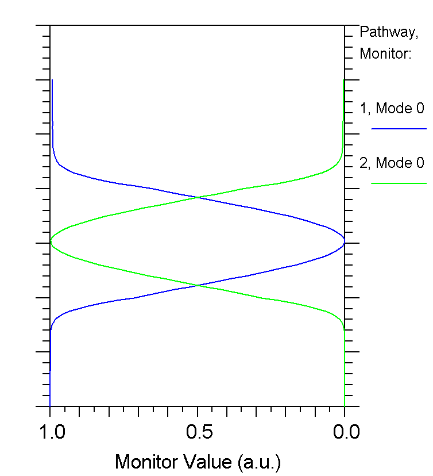 Pathway,
Monitor:
1, Mode 0
2, Mode 0
1.0 0.5 0.0
Monitor Value (a.u.)